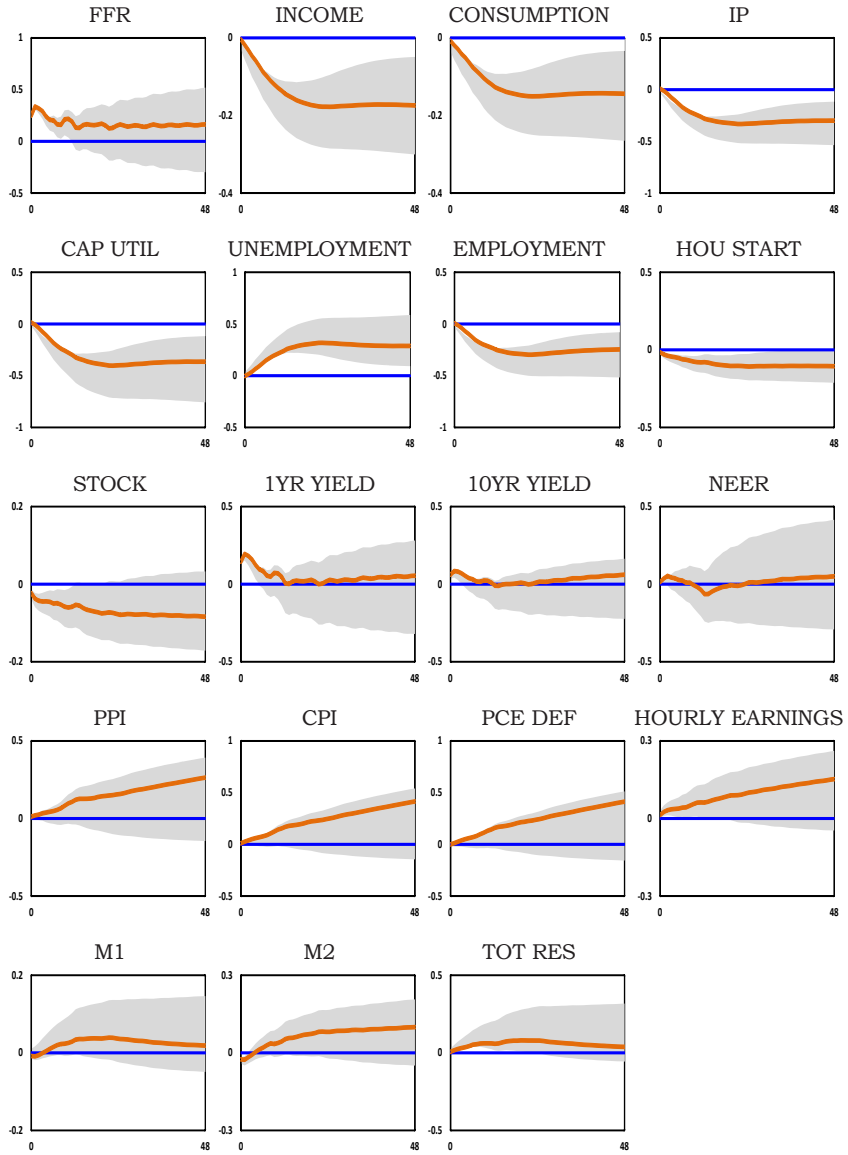 FFR INCOME CONSUMPTION IP
1 0 0 0.5
0 -0.2 -0.2 0
-0.5
-0.5 -0.4 -0.4 -1
0 48 0 48 0 48 0 48
CAP UTIL UNEMPLOYMENT EMPLOYMENT HOU START
0.5 1 0.5 0.5
0 0.5 0 0
-0.5 0 -0.5
-1 -0.5 -1 -0.5
0 48 0 48 0 48 0 48
STOCK 1YR YIELD 10YR YIELD NEER
0.2 0.5 0.5 0.5
0 0 0 0
-0.2 -0.5 -0.5 -0.5
0 48 0 48 0 48 0 48
PPI CPI PCE DEF HOURLY EARNINGS
0.5 1 1 0.3
0.5 0.5
0 0 0 0
-0.5 -0.5 -0.5 -0.3
0 48 0 48 0 48 0 48
M1 M2 TOT RES
0.2 0.3 0.5
0 0 0
-0.2 -0.3 -0.5
0 48 0 48 0 48